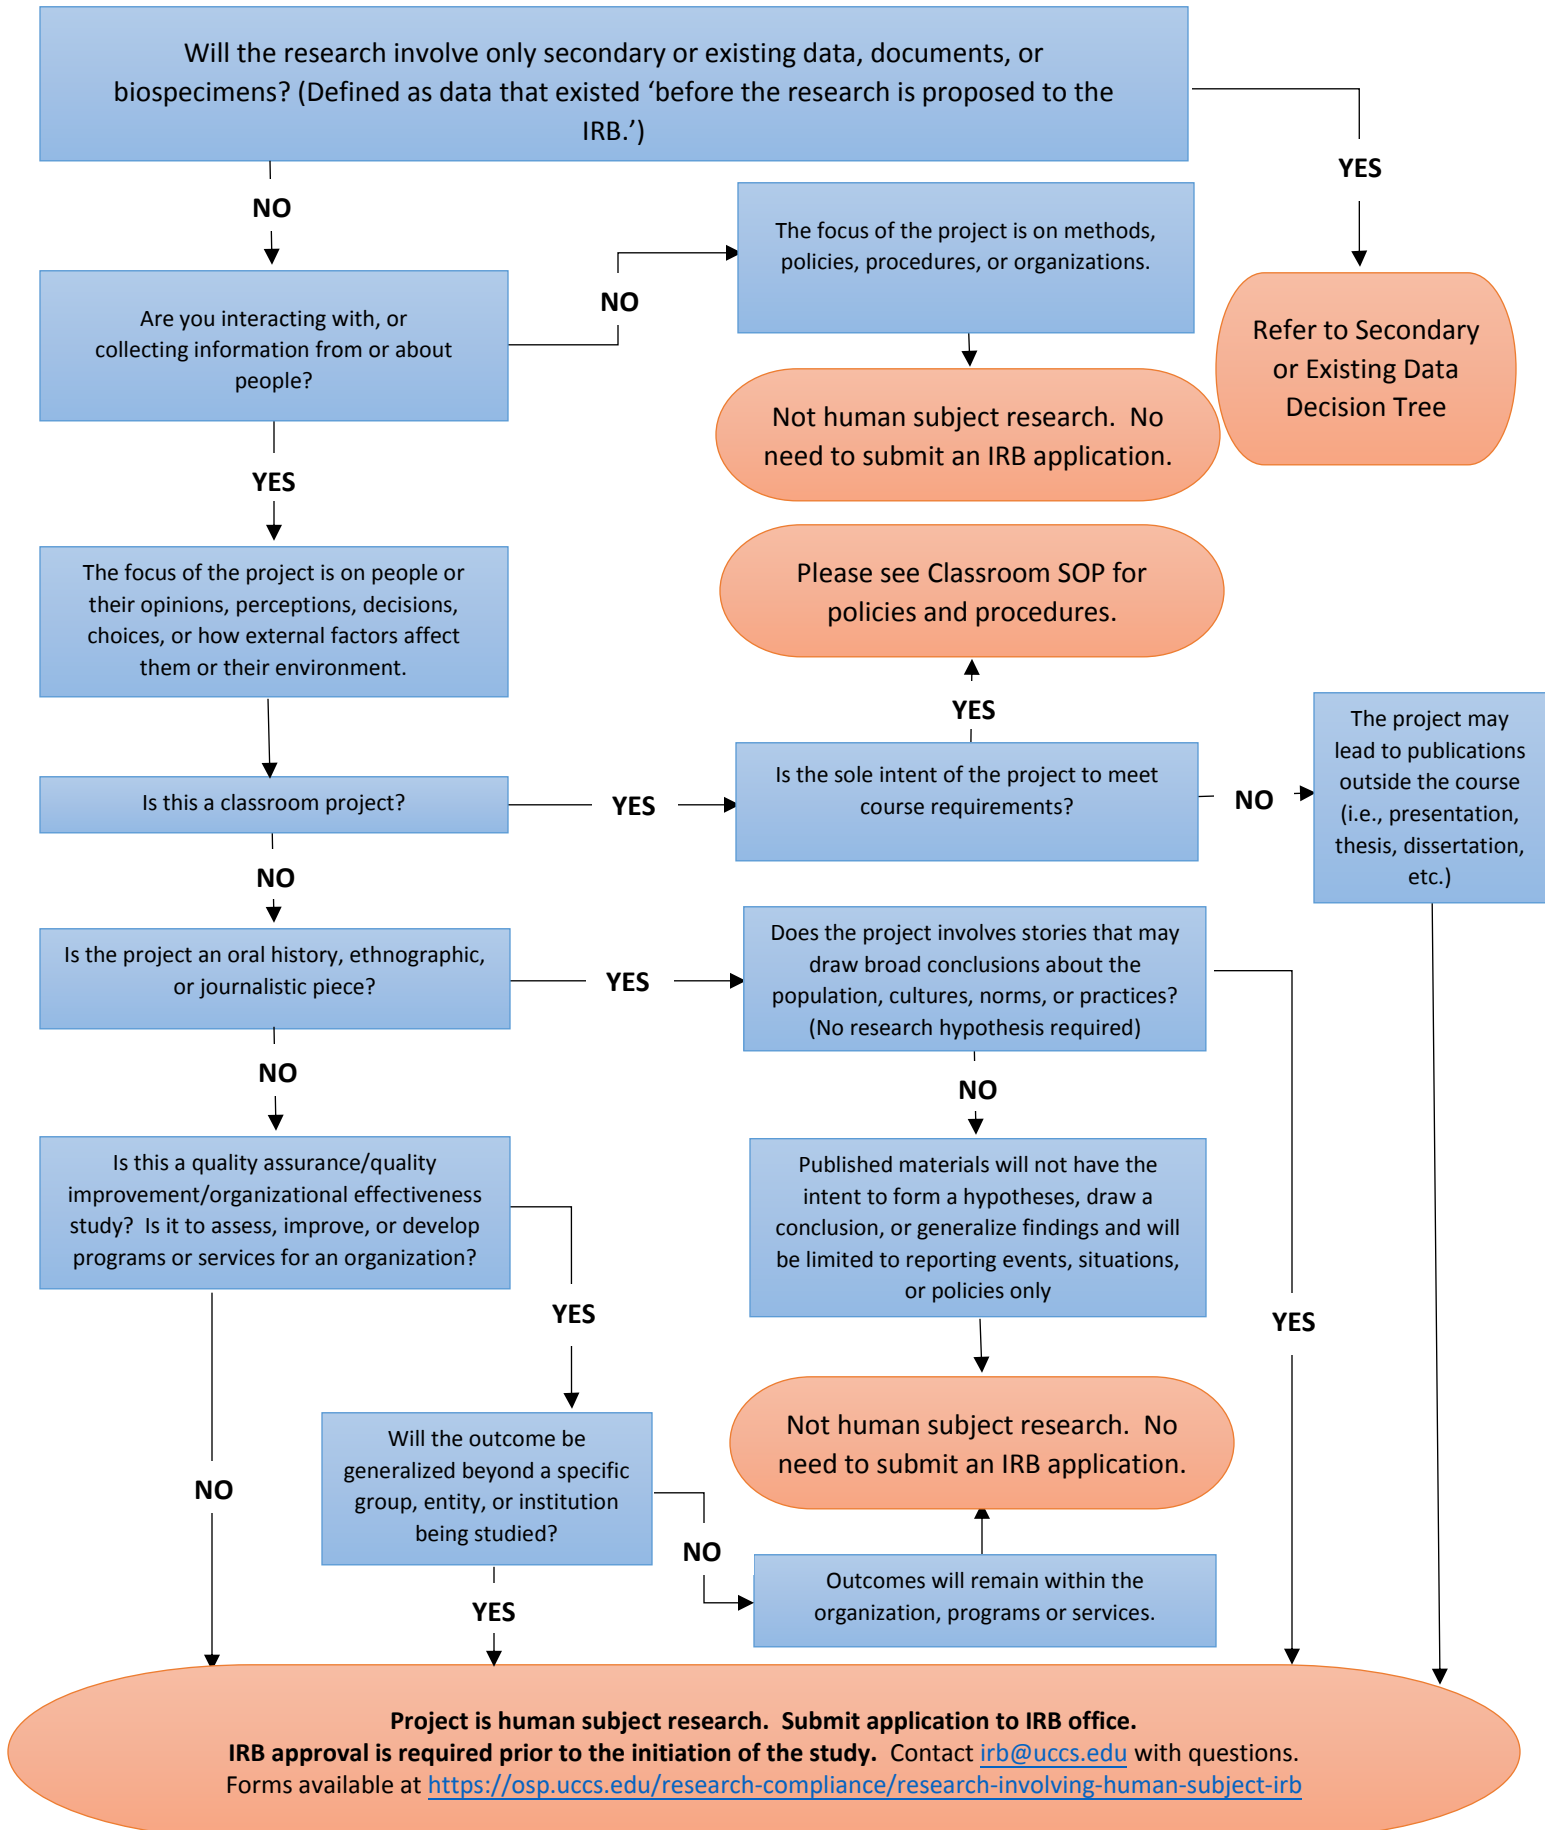 Will the research involve only secondary or existing data, documents, or
biospecimens? (Defined as data that existed ‘before the research is proposed to the
IRB.’)
YES
NO
The focus of the project is on methods,
policies, procedures, or organizations.
NO
Are you interacting with, or
collecting information from or about
people?
Refer to Secondary
or Existing Data
Decision Tree
Not human subject research. No
need to submit an IRB application.
YES
The focus of the project is on people or
their opinions, perceptions, decisions,
choices, or how external factors affect
them or their environment.
Please see Classroom SOP for
policies and procedures.
YES
Is this a classroom project?
YES
Is the sole intent of the project to meet
course requirements?
NO
The project may
lead to publications
outside the course
(i.e., presentation,
thesis, dissertation,
etc.)
NO
Is the project an oral history, ethnographic,
or journalistic piece?
YES
Does the project involves stories that may
draw broad conclusions about the
population, cultures, norms, or practices?
(No research hypothesis required)
NO
NO
Is this a quality assurance/quality
improvement/organizational effectiveness
study? Is it to assess, improve, or develop
programs or services for an organization?
Published materials will not have the
intent to form a hypotheses, draw a
conclusion, or generalize findings and will
be limited to reporting events, situations,
or policies only
YES
YES
Not human subject research. No
need to submit an IRB application.
Will the outcome be
generalized beyond a specific
group, entity, or institution
being studied?
NO
NO
Outcomes will remain within the
organization, programs or services.
YES
Project is human subject research. Submit application to IRB office.
IRB approval is required prior to the initiation of the study. Contact irb@uccs.edu with questions.
Forms available at https://osp.uccs.edu/research-compliance/research-involving-human-subject-irb